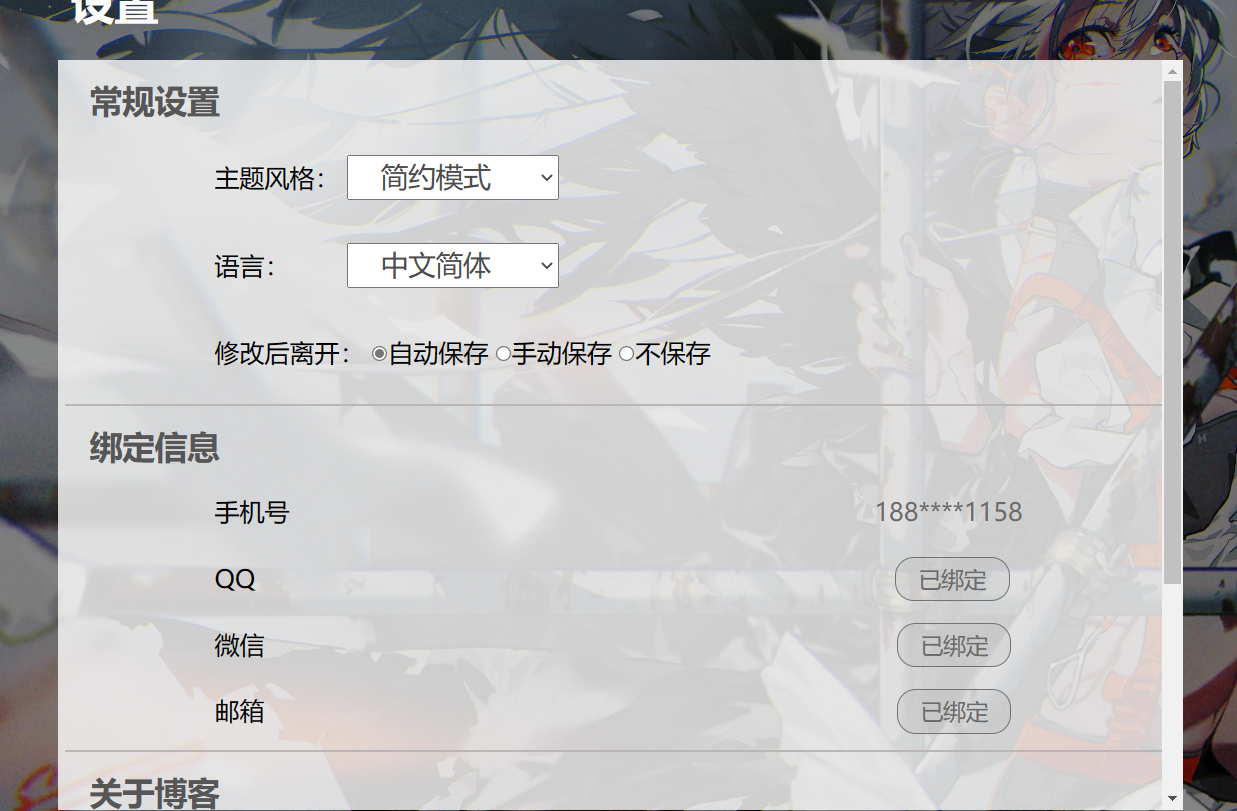 设置
常规设置
主题风格： 简约模式
语言： 中文简体
修改后离开： 自动保存 手动保存 不保存
绑定信息
手机号 188****1158
QQ 已绑定
微信 已绑定
邮箱 已绑定
关于博客